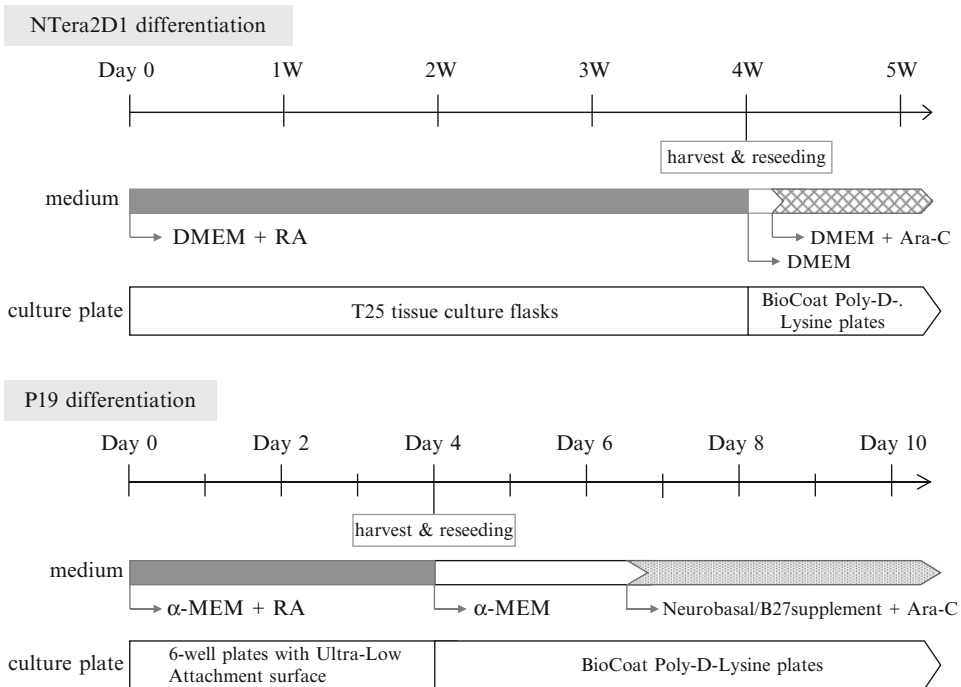 NTera2D1 differentiation
Day 0 1W 2W 3W 4W 5W
harvest & reseeding
medium
DMEM + RA
DMEM + Ara-C
DMEM
culture plate
T25 tissue culture flasks
BioCoat Poly-D-.
Lysine plates
P19 differentiation
Day 0 Day 2 Day 4 Day 6 Day 8 Day 10
harvest & reseeding
medium
α-MEM + RA
α-MEM
Neurobasal/B27supplement + Ara-C
culture plate
6-well plates with Ultra-Low
Attachment surface
BioCoat Poly-D-Lysine plates